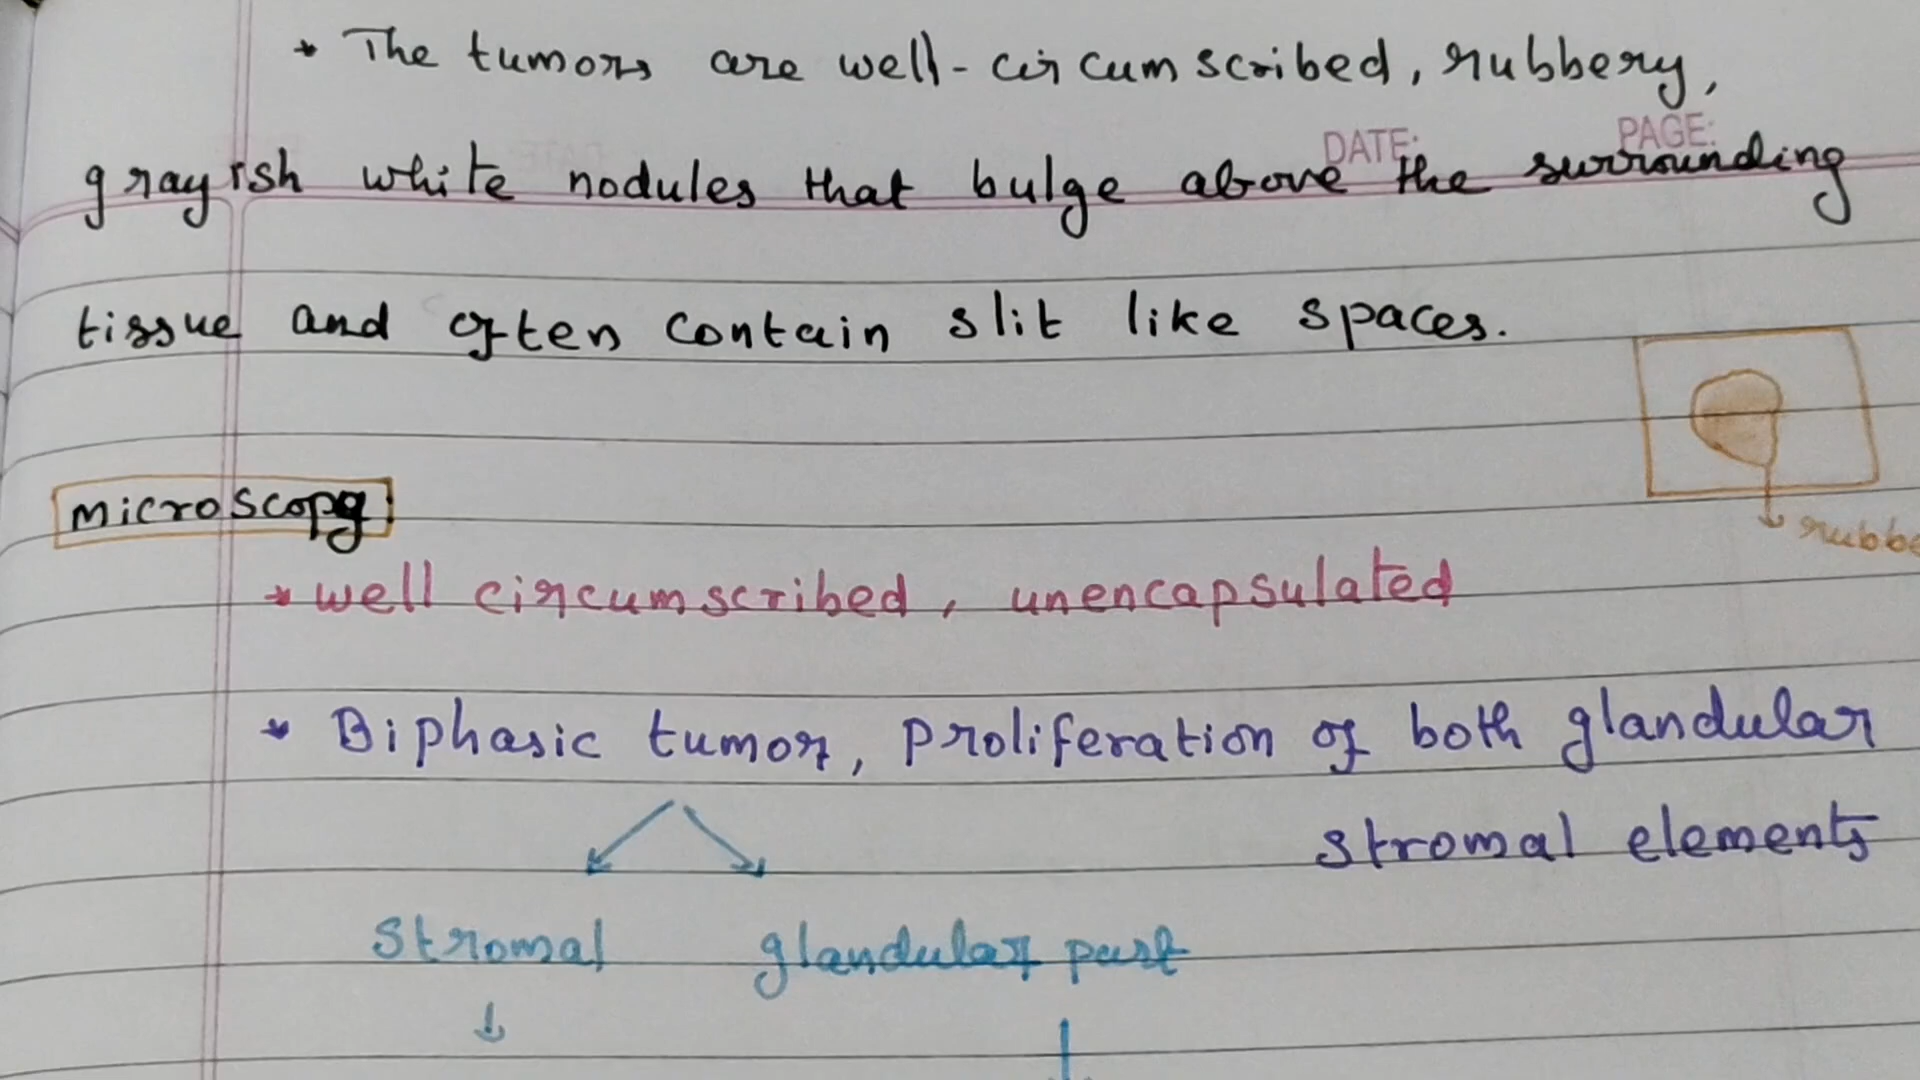 * The tumors are well-circumscribed, rubbery,
DATE: PAGE:
grayish white nodules that bulge above the surrounding
tissue and often contain slit like spaces.
microscopy
* well circumscribed, unencapsulated
* Biphasic tumor, proliferation of both glandular
stromal elements
stromal glandular part